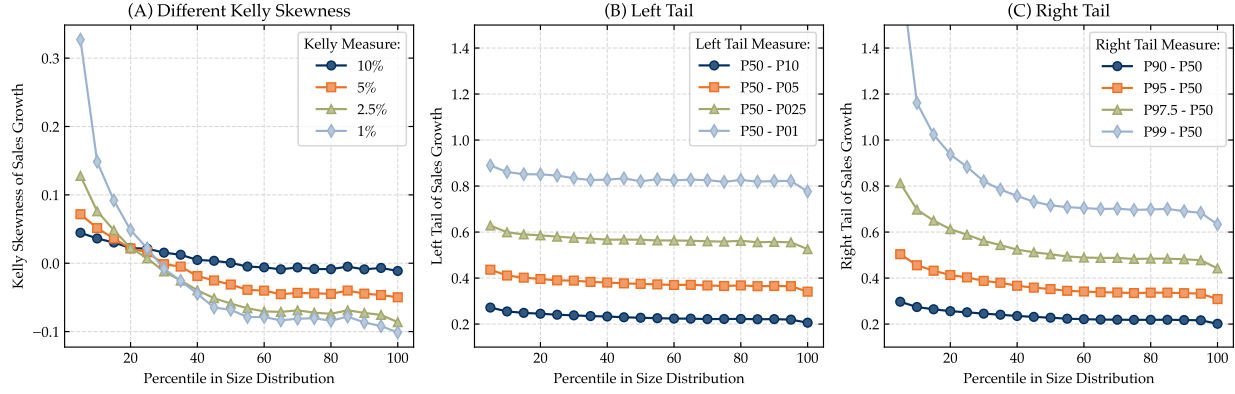 (A) Different Kelly Skewness
Kelly Skewness of Sales Growth
0.3
0.2
0.1
0.0
−0.1
Kelly Measure:
10%
5%
2.5%
1%
20
40
60
80
100
Percentile in Size Distribution
(B) Left Tail
Left Tail of Sales Growth
1.4
1.2
1.0
0.8
0.6
0.4
0.2
Left Tail Measure:
P50 - P10
P50 - P05
P50 - P025
P50 - P01
20
40
60
80
100
Percentile in Size Distribution
(C) Right Tail
Right Tail of Sales Growth
1.4
1.2
1.0
0.8
0.6
0.4
0.2
Right Tail Measure:
P90 - P50
P95 - P50
P97.5 - P50
P99 - P50
20
40
60
80
100
Percentile in Size Distribution